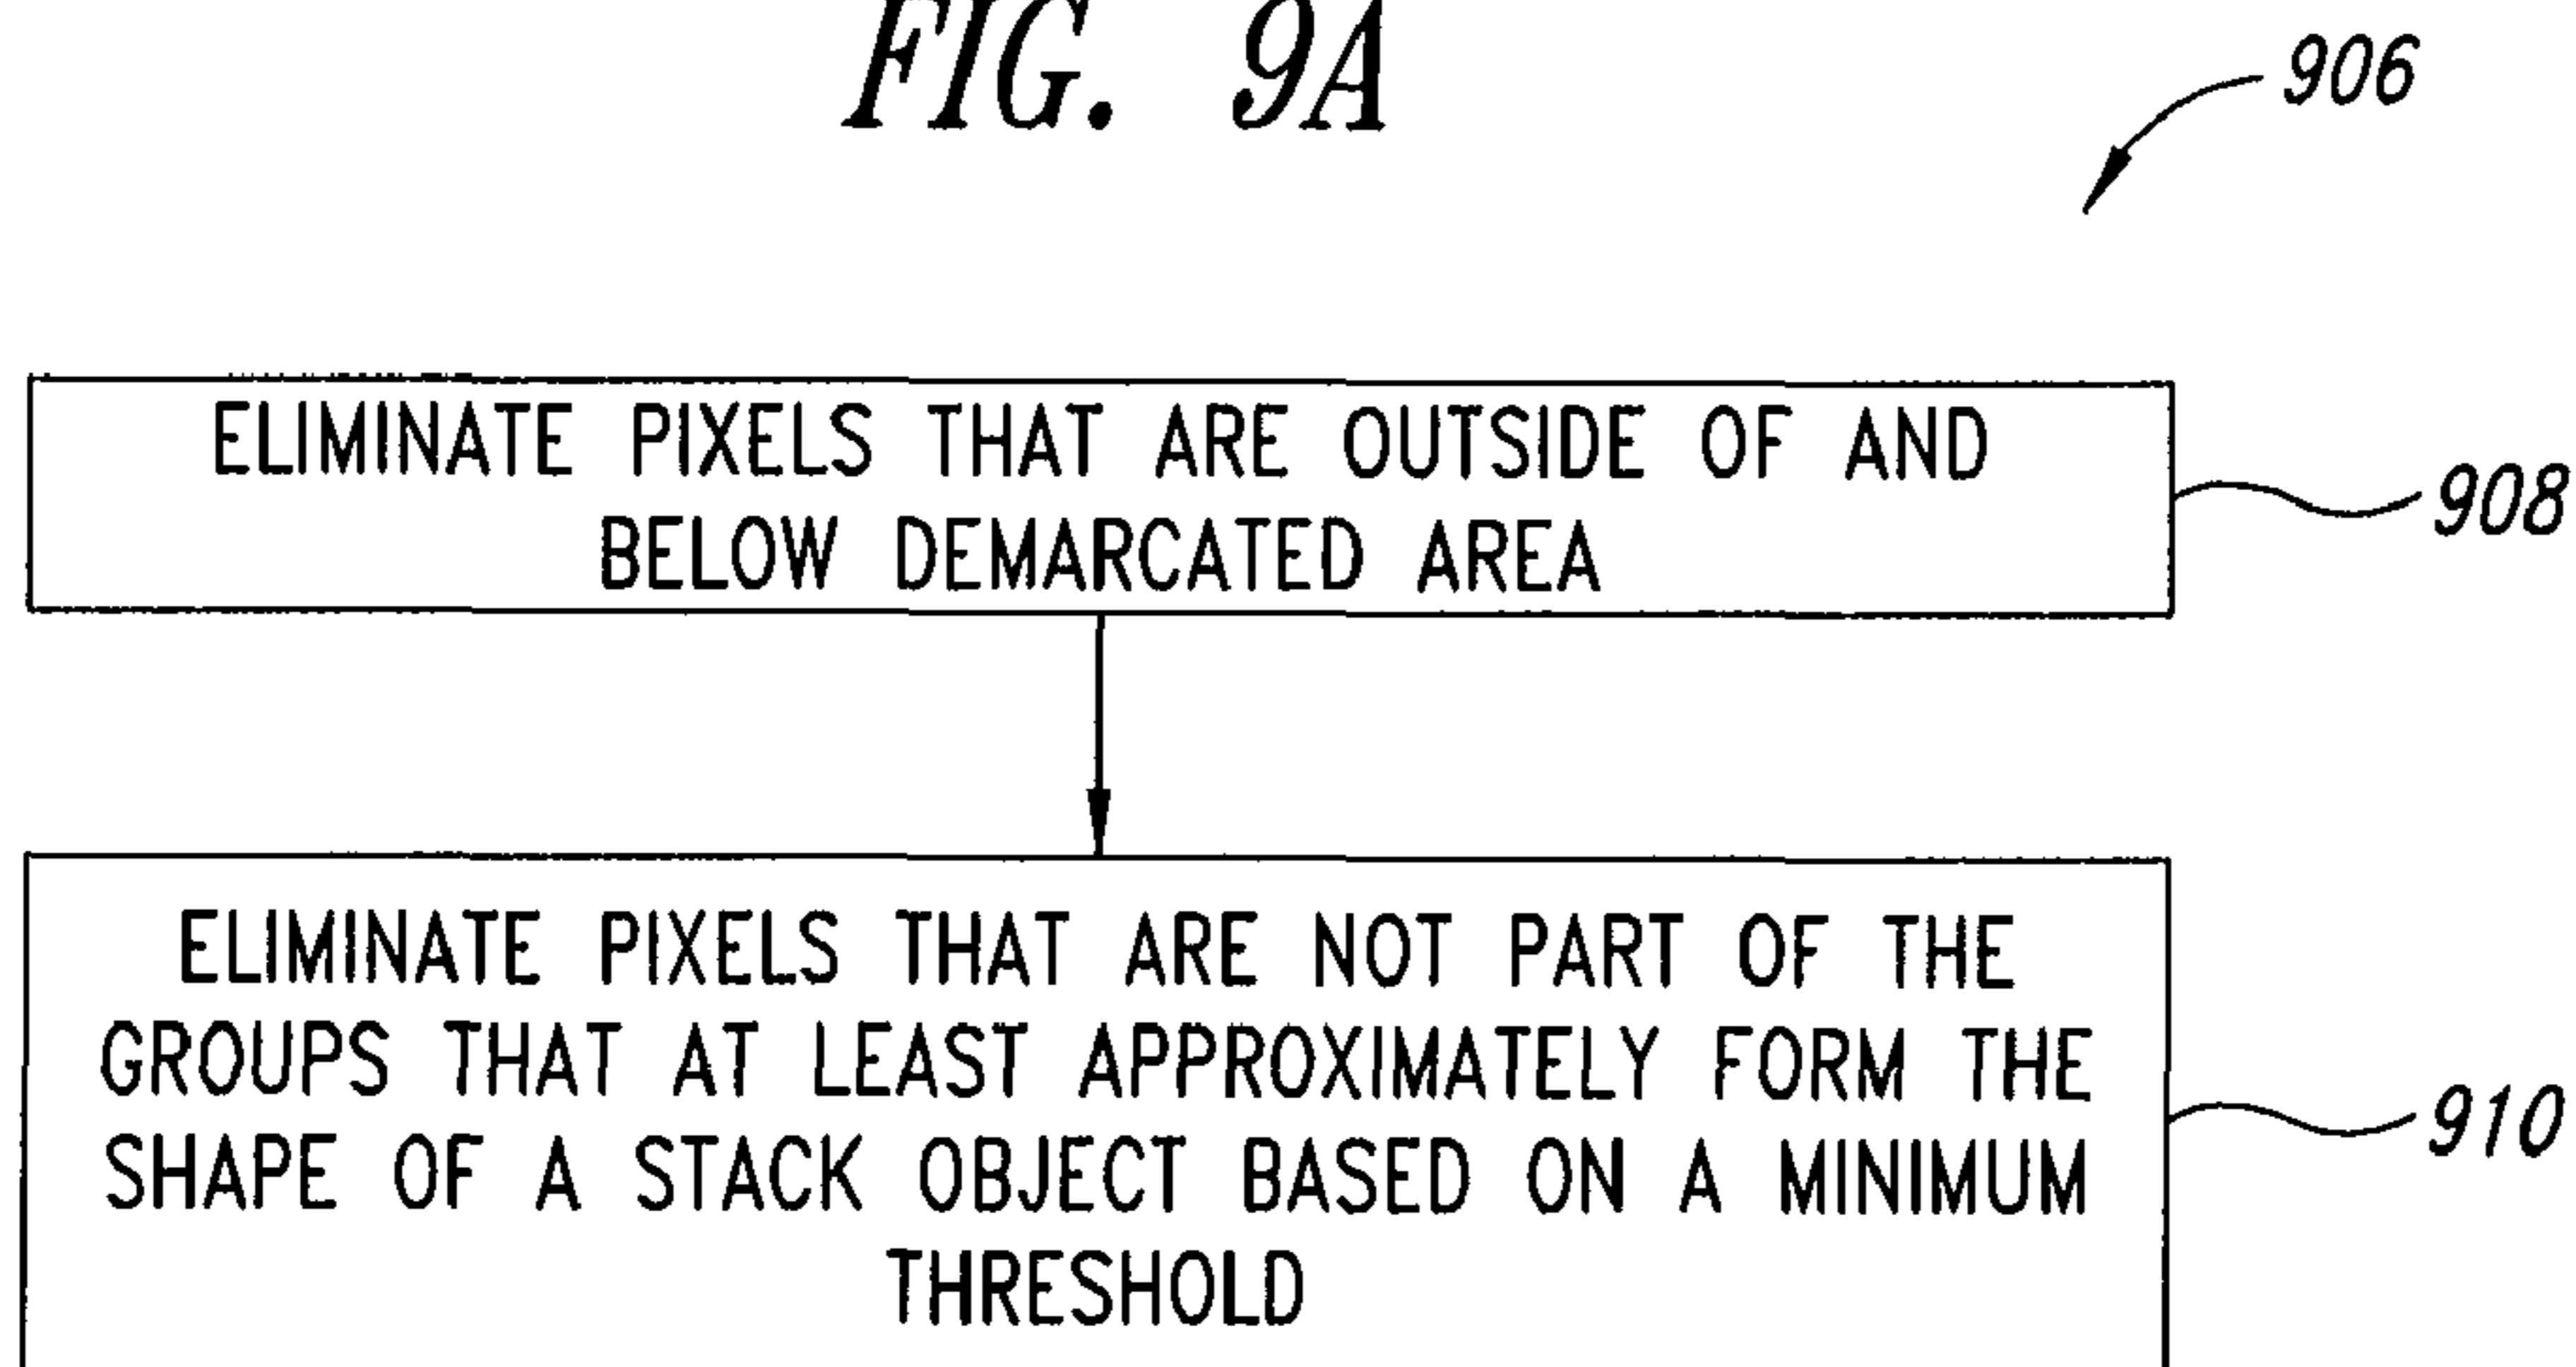 FIG. 9A
906
ELIMINATE PIXELS THAT ARE OUTSIDE OF AND
BELOW DEMARCATED AREA
908
ELIMINATE PIXELS THAT ARE NOT PART OF THE
GROUPS THAT AT LEAST APPROXIMATELY FORM THE
SHAPE OF A STACK OBJECT BASED ON A MINIMUM
THRESHOLD
910